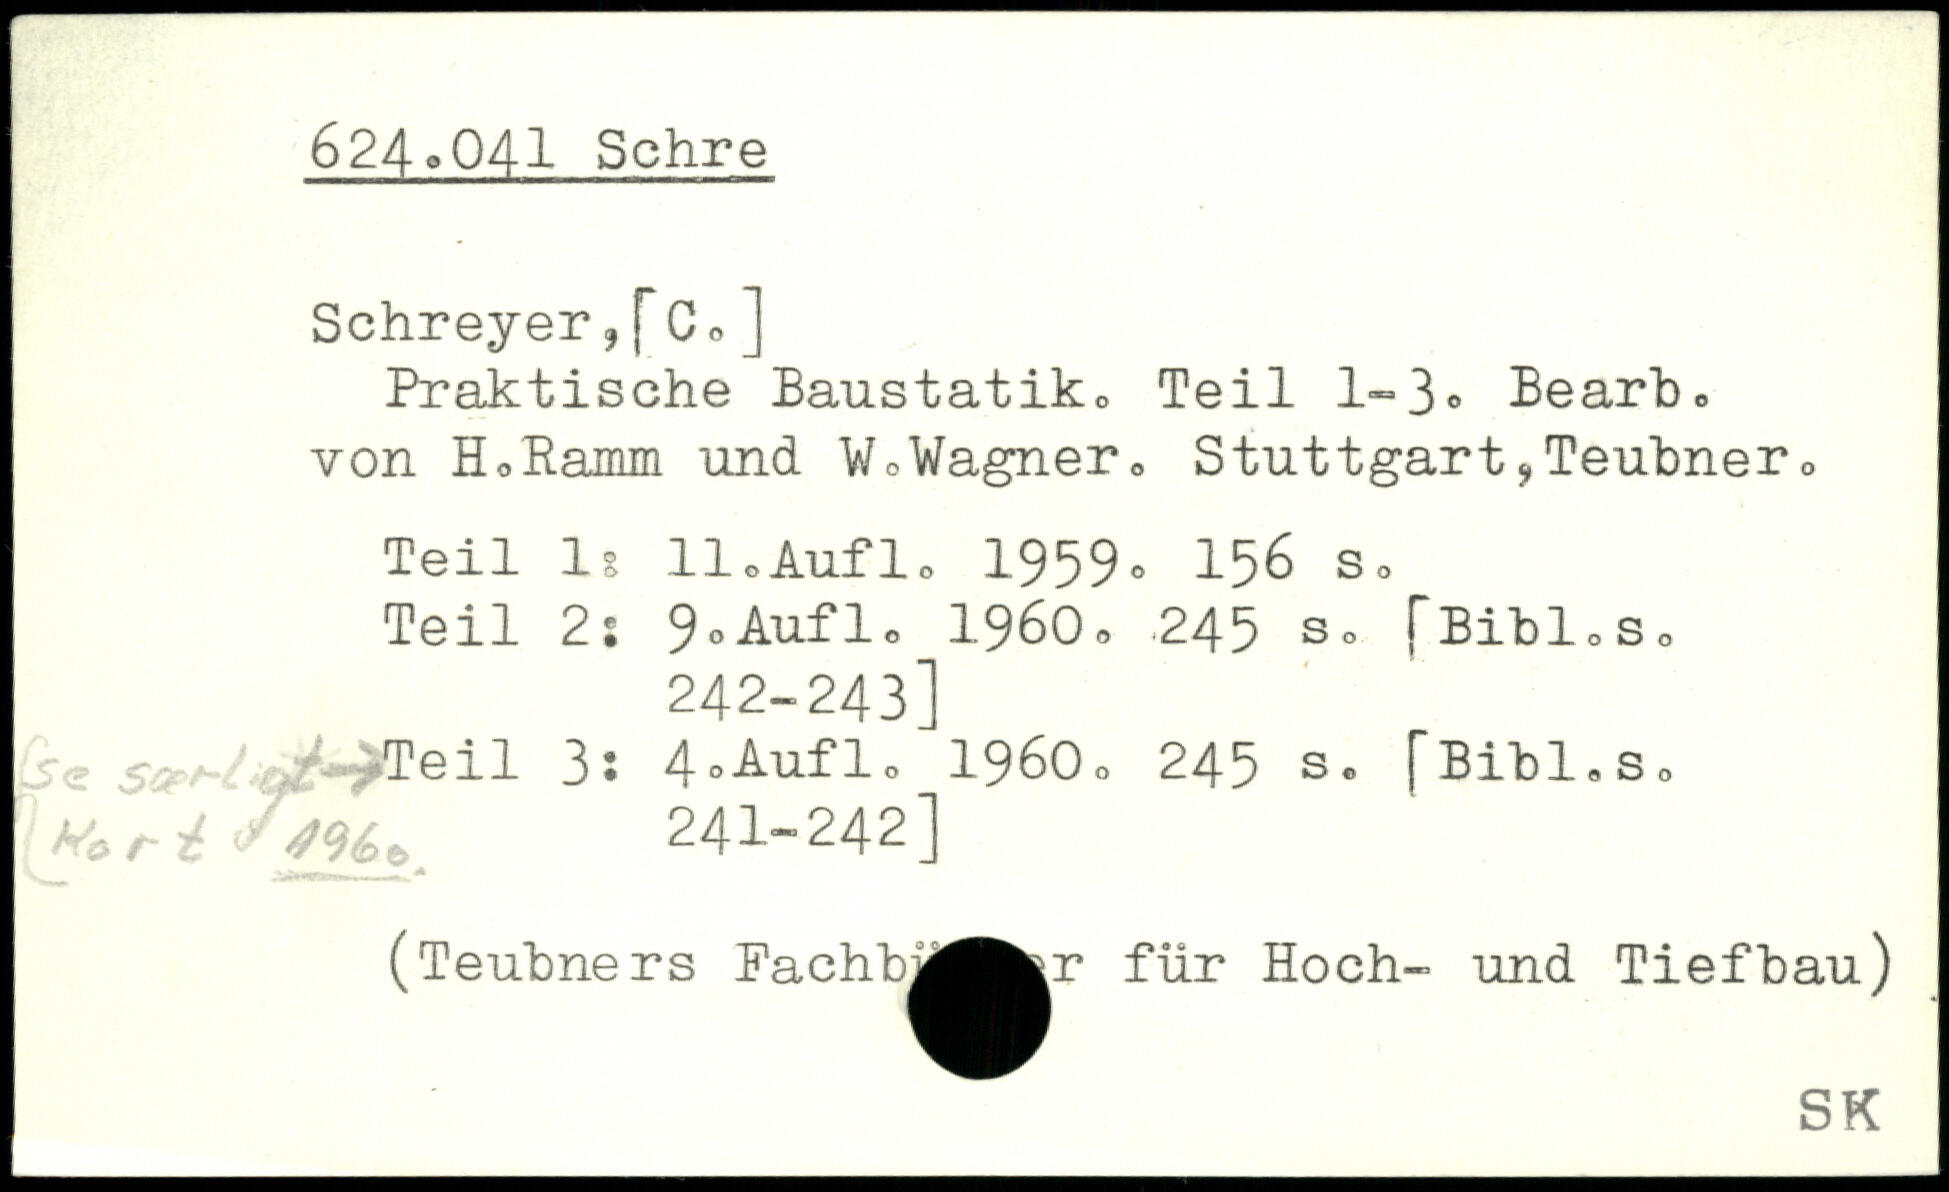 624.041 Schre
Schreyer,[C.]
Praktische Baustatik. Teil 1-3. Bearb.
von H.Ramm und W.Wagner. Stuttgart,Teubner.
Teil 1: 11.Aufl. 1959. 156 s.
Teil 2: 9.Aufl. 1960. 245 s. [Bibl.s.
242-243]
(se særligt → Teil 3: 4.Aufl. 1960. 245 s. [Bibl.s.
241-242]
Kort 1960.
(Teubners für Hoch- und Tiefbau)
SK